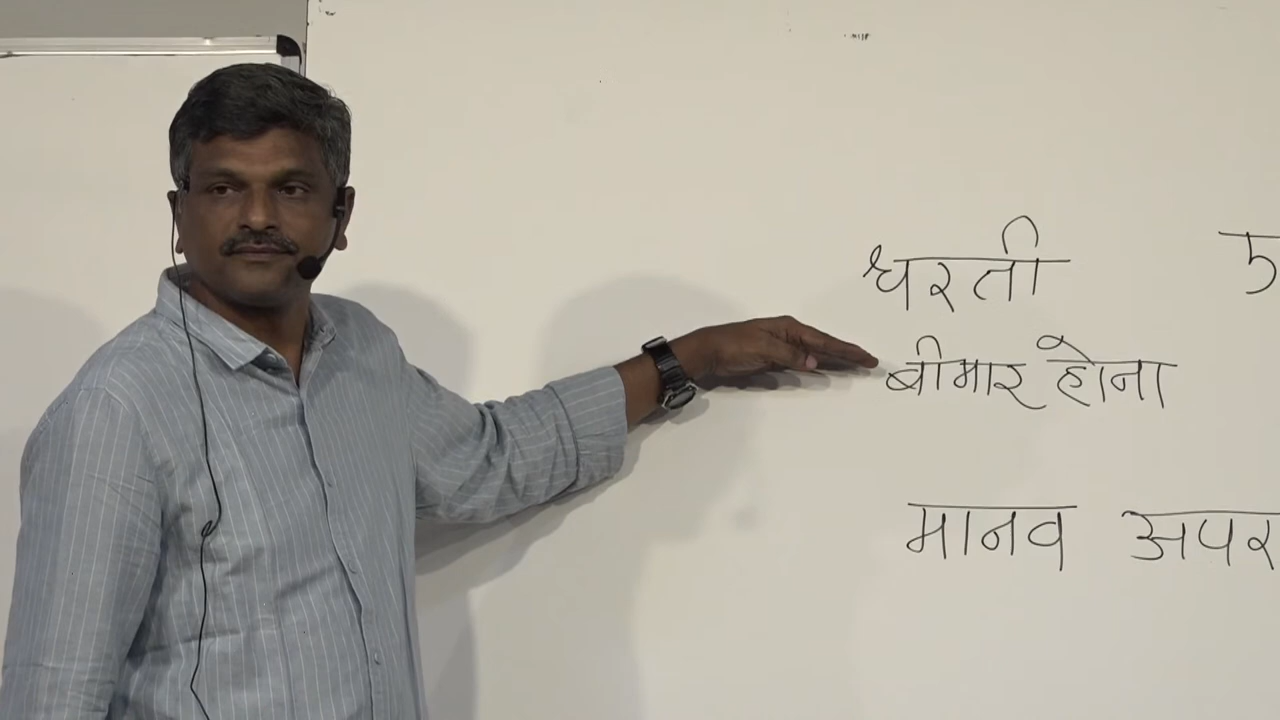 धरती
बीमार होना
मानव